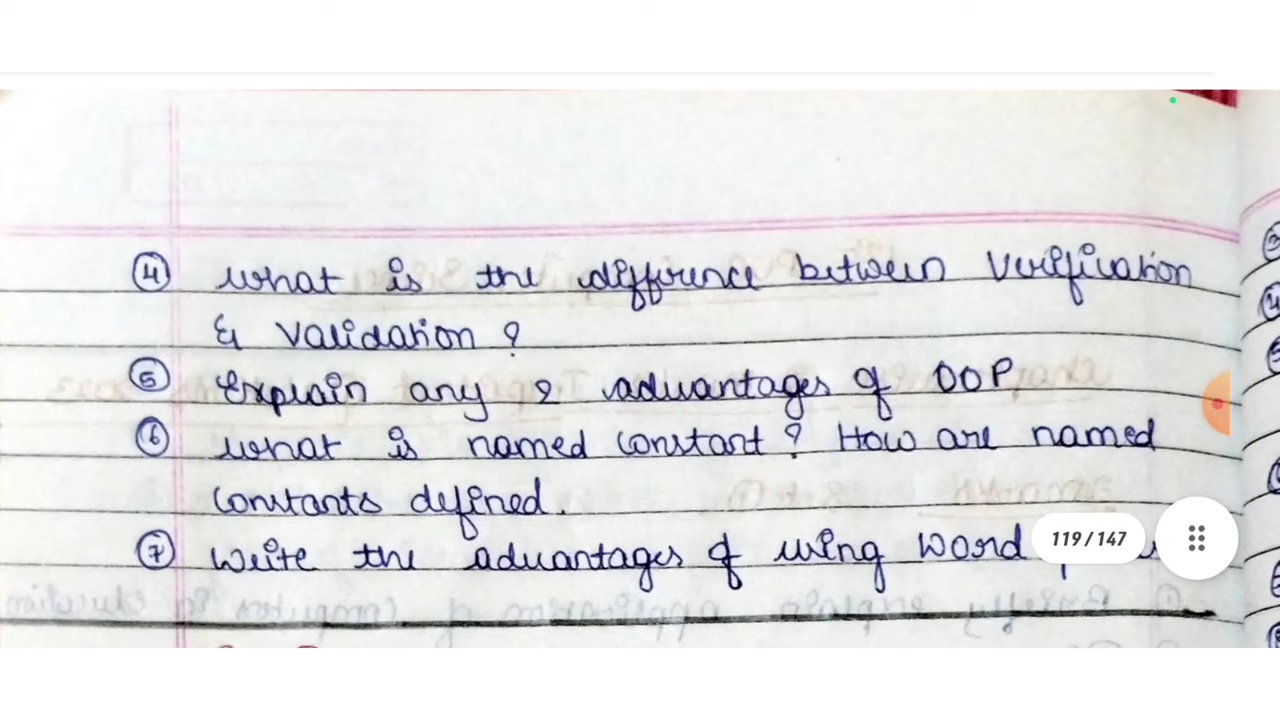 ④ What is the difference between Verification
& Validation ?
⑤ Explain any 2 advantages of OOP
⑥ What is named constant ? How are named
constants defined.
⑦ Write the advantages of using word
119 / 147